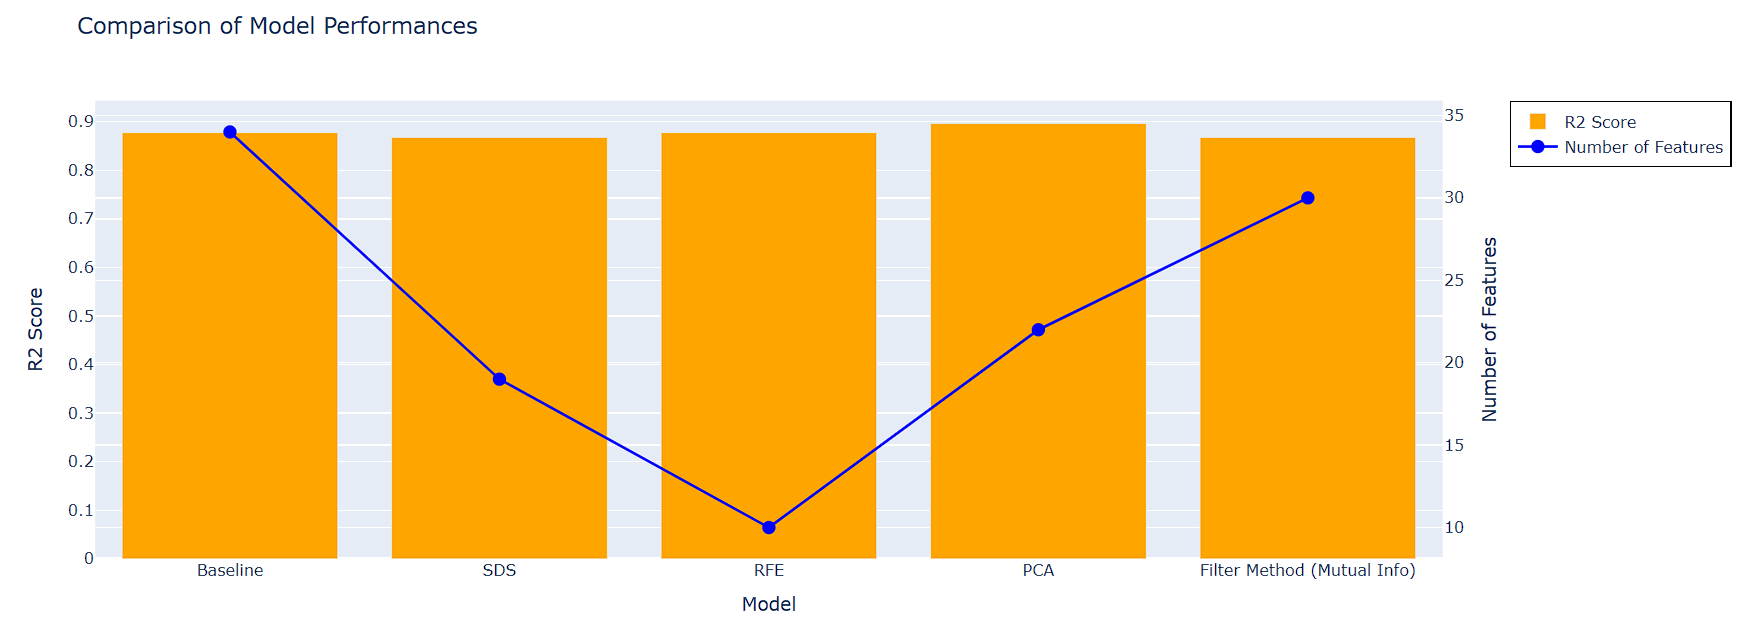 Comparison of Model Performances
R2 Score
Number of Features
0.9
0.8
0.7
0.6
0.5
0.4
0.3
0.2
0.1
0
R2 Score
35
30
25
20
15
10
Number of Features
Baseline
SDS
RFE
PCA
Filter Method (Mutual Info)
Model